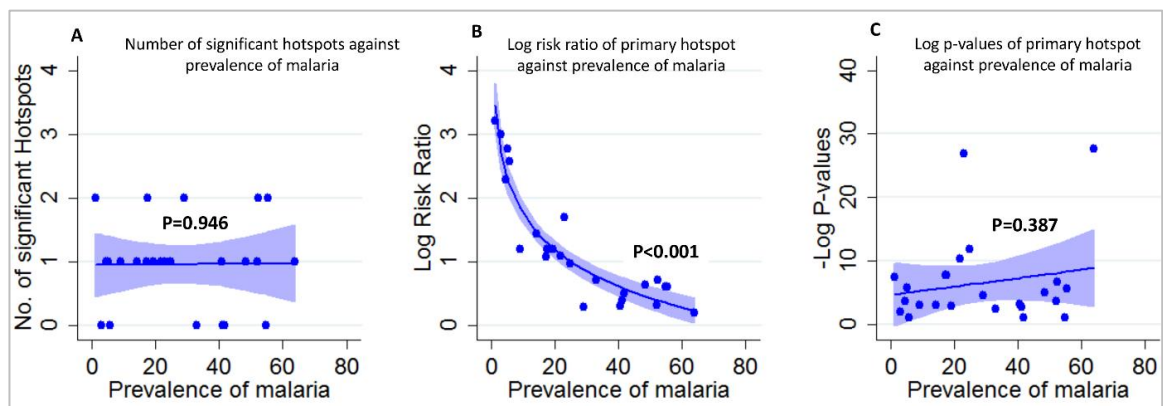 A
Number of significant hotspots against
prevalence of malaria
No. of significant Hotspots
4
3
2
1
0
P=0.946
0 20 40 60 80
Prevalence of malaria
B
Log risk ratio of primary hotspot
against prevalence of malaria
Log Risk Ratio
4
3
2
1
0
P<0.001
0 20 40 60 80
Prevalence of malaria
C
Log p-values of primary hotspot
against prevalence of malaria
-Log P-values
40
30
20
10
0
P=0.387
0 20 40 60 80
Prevalence of malaria